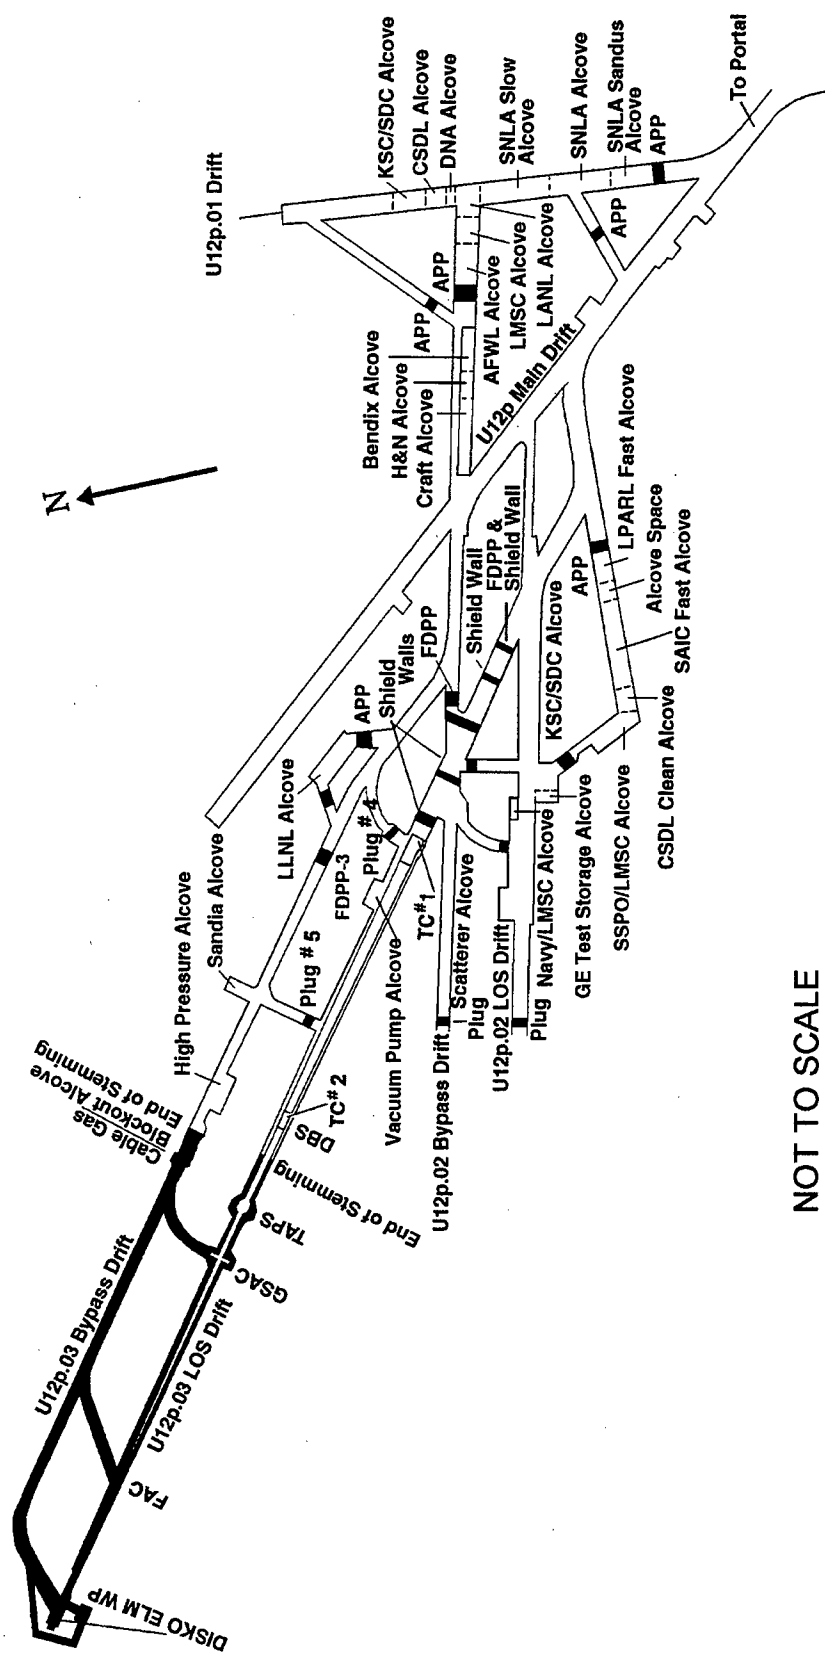 U12p.01 Drift
KSC/SDC Alcove
CSDL Alcove
DNA Alcove
SNLA Slow
Alcove
SNLA Alcove
SNLA Sandus
Alcove
APP
To Portal
APP
APP
APP
AFWL Alcove
LMSC Alcove
LANL Alcove
Bendix Alcove
H&N Alcove
Craft Alcove
U12p Main Drift
N
Shield Wall
FDPP &
Shield Wall
Shield
Walls
FDPP
APP
LPARL Fast Alcove
Alcove Space
SAIC Fast Alcove
APP
KSC/SDC Alcove
CSDL Clean Alcove
SSPO/LMSC Alcove
GE Test Storage Alcove
Navy/LMSC Alcove
LLNL Alcove
FDPP-3
Plug # 4
TC#1
Scatterer Alcove
Plug
U12p.02 LOS Drift
Plug
U12p.02 Bypass Drift
Vacuum Pump Alcove
Sandia Alcove
High Pressure Alcove
Plug # 5
TC#2
DBS
End of Stemming
Cable Gas
Blockout Alcove
End of Stemming
TAPS
GSAC
U12p.03 Bypass Drift
U12p.03 LOS Drift
FAC
DISKO ELM WP
NOT TO SCALE